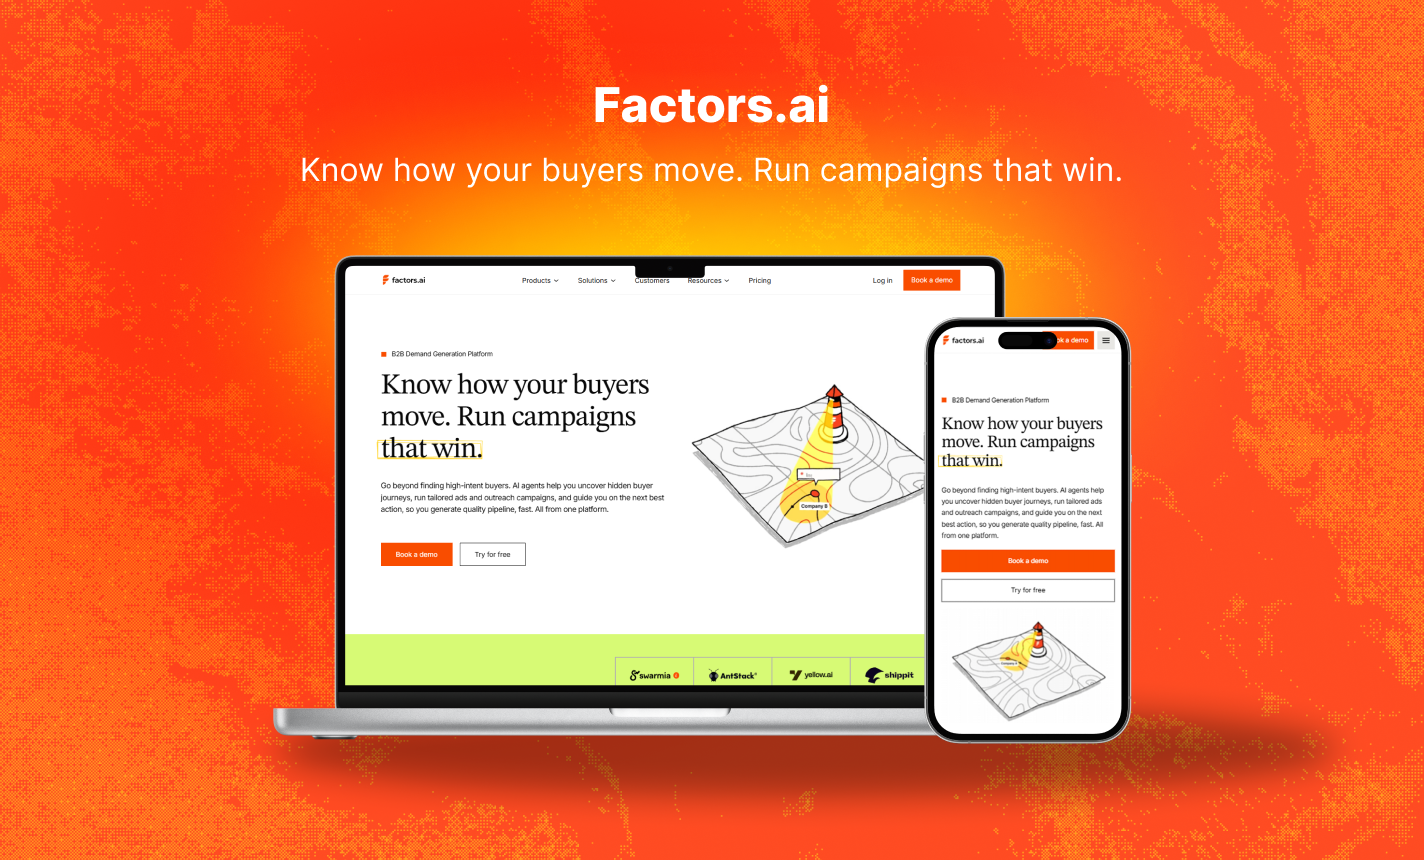 Factors.ai
Know how your buyers move. Run campaigns that win.
factors.ai
Products
Solutions
Customers
Resources
Pricing
Log in
Book a demo
B2B Demand Generation Platform
Know how your buyers
move. Run campaigns
that win.
Go beyond finding high-intent buyers. AI agents help you uncover hidden buyer
journeys, run tailored ads and outreach campaigns, and guide you on the next best
action, so you generate quality pipeline, fast. All from one platform.
Book a demo
Try for free
Company B
swarmia
AntStack
yellow.ai
shippit
factors.ai
a demo
B2B Demand Generation Platform
Know how your buyers
move. Run campaigns
that win.
Go beyond finding high-intent buyers. AI agents help
you uncover hidden buyer journeys, run tailored ads
and outreach campaigns, and guide you on the next
best action, so you generate quality pipeline, fast. All
from one platform.
Book a demo
Try for free